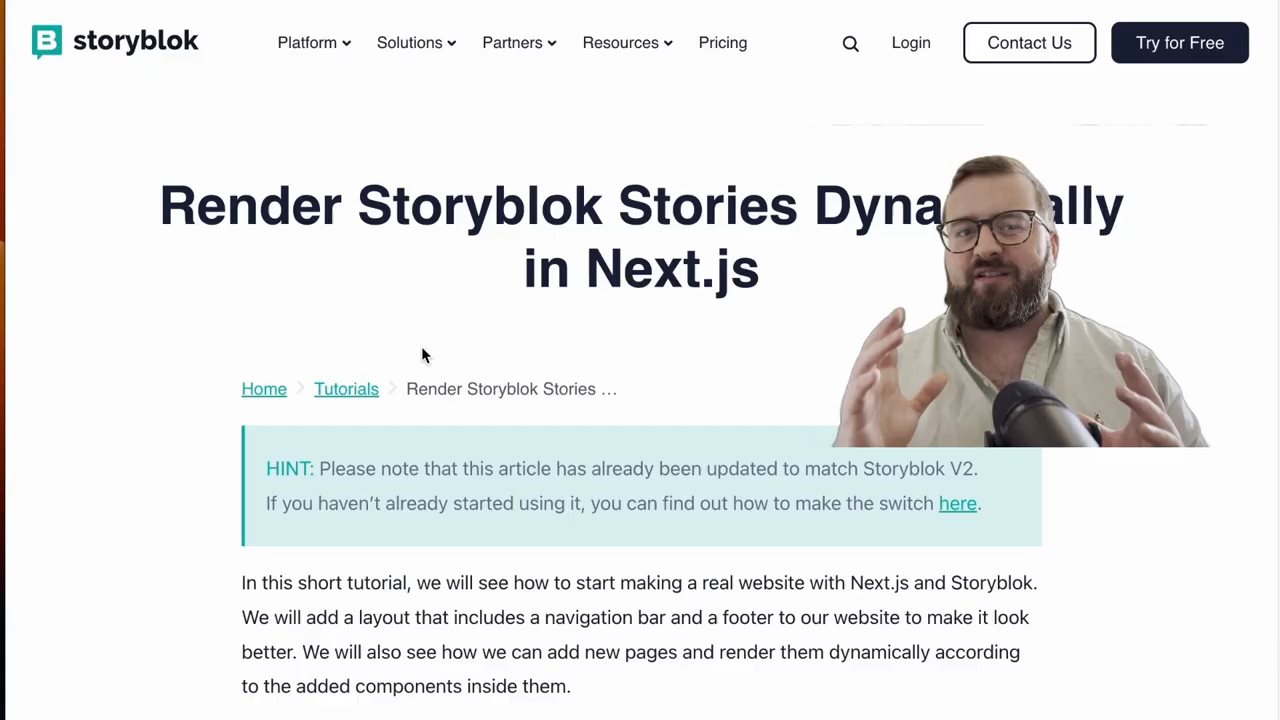 B storyblok
Platform Solutions Partners Resources Pricing Login Contact Us Try for Free
Render Storyblok Stories Dyna ally
in Next.js
Home Tutorials Render Storyblok Stories …
HINT: Please note that this article has already been updated to match Storyblok V2.
If you haven’t already started using it, you can find out how to make the switch here.
In this short tutorial, we will see how to start making a real website with Next.js and Storyblok.
We will add a layout that includes a navigation bar and a footer to our website to make it look
better. We will also see how we can add new pages and render them dynamically according
to the added components inside them.